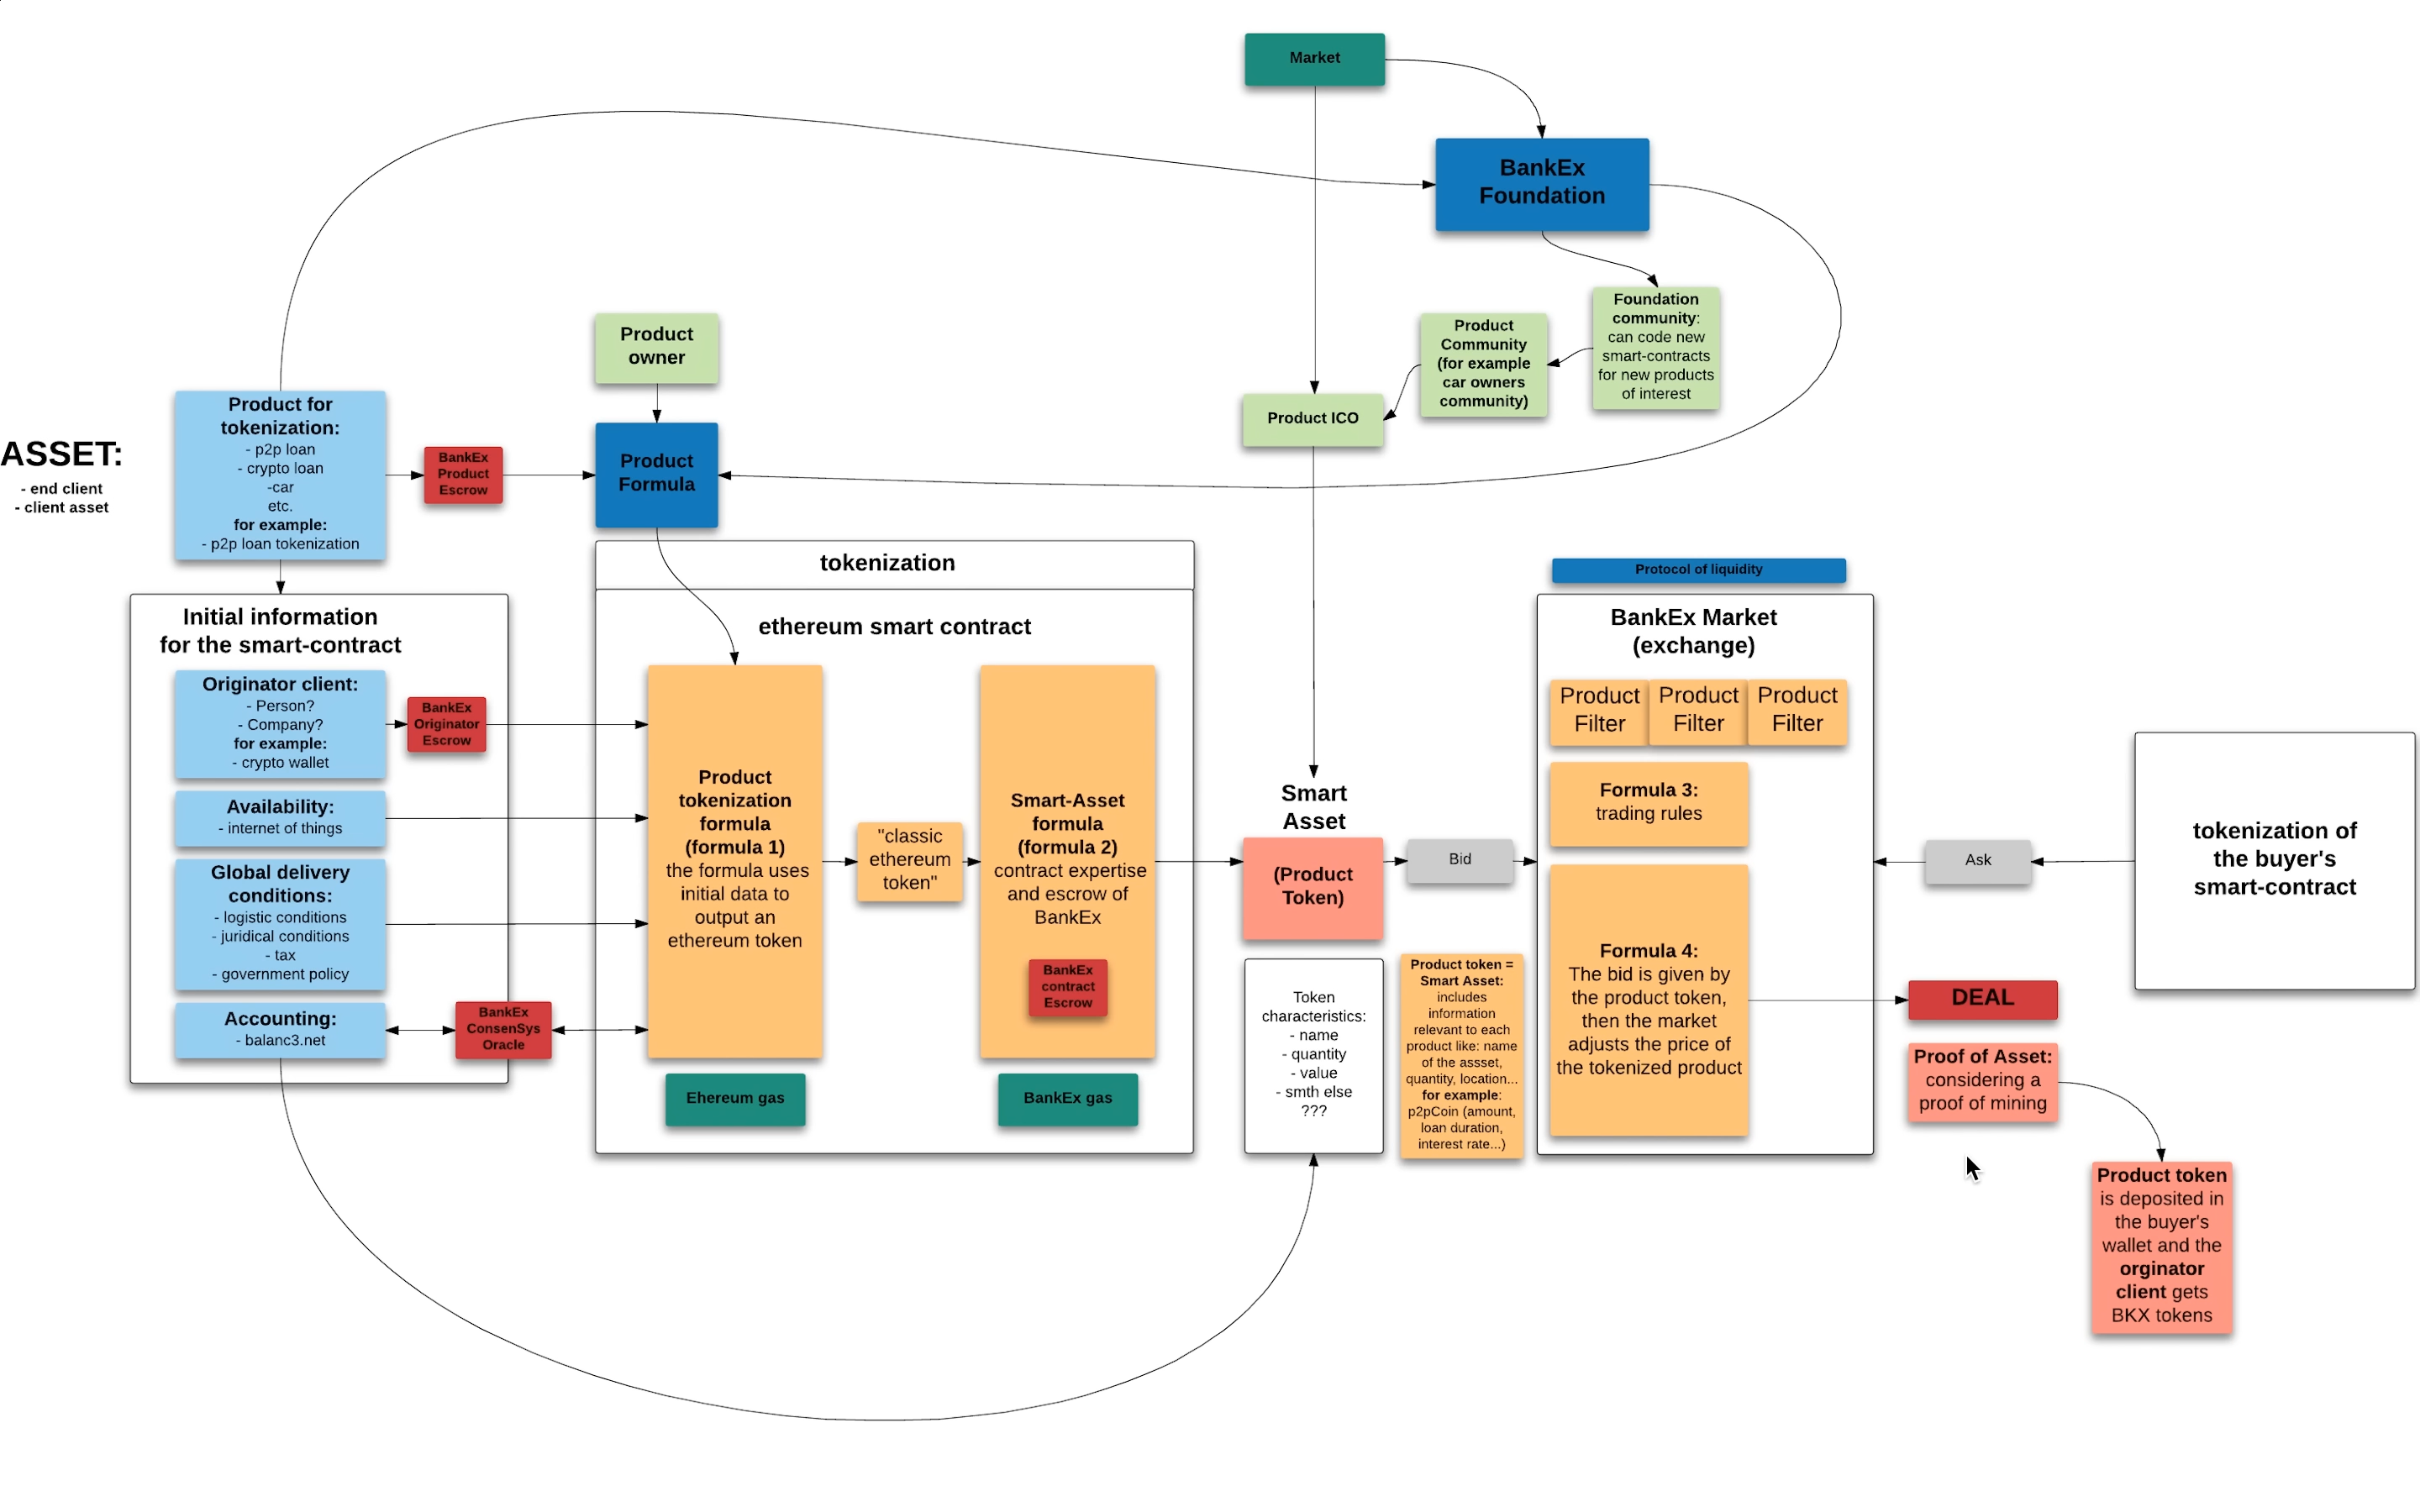 Market
BankEx
Foundation
Foundation
community:
can code new
smart-contracts
for new products
of interest
Product
Community
(for example
car owners
community)
Product ICO
Product
owner
Product
Formula
ASSET:
- end client
- client asset
Product for
tokenization:
- p2p loan
- crypto loan
-car
etc.
for example:
- p2p loan tokenization
BankEx
Product
Escrow
Initial information
for the smart-contract
Originator client:
- Person?
- Company?
for example:
- crypto wallet
BankEx
Originator
Escrow
Availability:
- internet of things
Global delivery
conditions:
- logistic conditions
- juridical conditions
- tax
- government policy
Accounting:
- balanc3.net
BankEx
ConsenSys
Oracle
tokenization
ethereum smart contract
Product
tokenization
formula
(formula 1)
the formula uses
initial data to
output an
ethereum token
"classic
ethereum
token"
Smart-Asset
formula
(formula 2)
contract expertise
and escrow of
BankEx
BankEx
contract
Escrow
Ehereum gas
BankEx gas
Smart
Asset
(Product
Token)
Token
characteristics:
- name
- quantity
- value
- smth else
???
Bid
Product token =
Smart Asset:
includes
information
relevant to each
product like: name
of the assset,
quantity, location...
for example:
p2pCoin (amount,
loan duration,
interest rate...)
Protocol of liquidity
BankEx Market
(exchange)
Product
Filter
Product
Filter
Product
Filter
Formula 3:
trading rules
Formula 4:
The bid is given by
the product token,
then the market
adjusts the price of
the tokenized product
Ask
tokenization of
the buyer's
smart-contract
DEAL
Proof of Asset:
considering a
proof of mining
Product token
is deposited in
the buyer's
wallet and the
orginator
client gets
BKX tokens